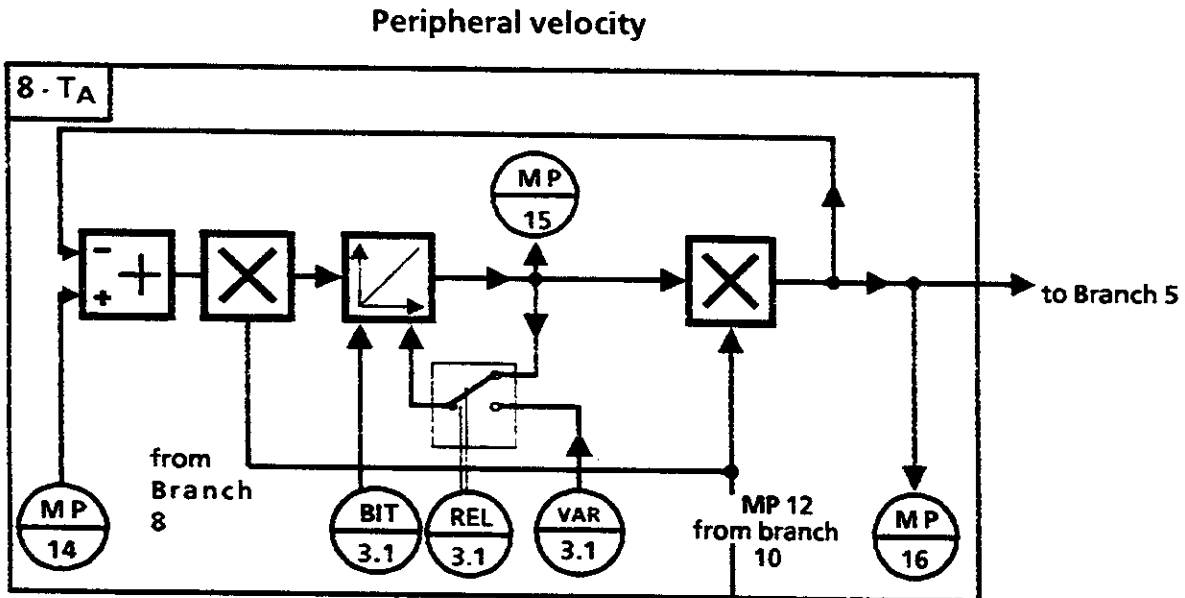 Peripheral velocity
8 - TA
MP
15
-
+
+
to Branch 5
from
Branch
8
MP
14
BIT
3.1
REL
3.1
VAR
3.1
MP 12
from branch
10
MP
16